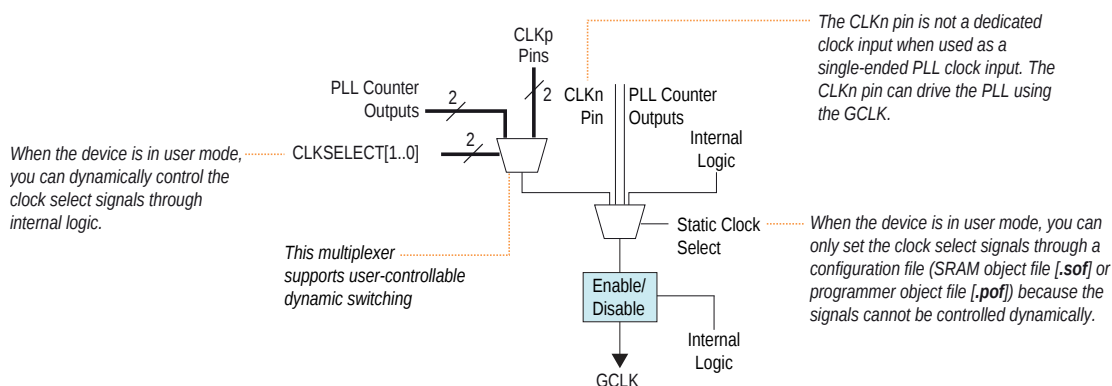 CLKp
Pins
The CLKn pin is not a dedicated
clock input when used as a
single-ended PLL clock input. The
CLKn pin can drive the PLL using
the GCLK.
PLL Counter
Outputs
2
2
CLKn
Pin
PLL Counter
Outputs
Internal
Logic
When the device is in user mode,
you can dynamically control the
clock select signals through
internal logic.
CLKSELECT[1..0]
2
This multiplexer
supports user-controllable
dynamic switching
Static Clock
Select
When the device is in user mode, you can
only set the clock select signals through a
configuration file (SRAM object file [.sof] or
programmer object file [.pof]) because the
signals cannot be controlled dynamically.
Enable/
Disable
Internal
Logic
GCLK